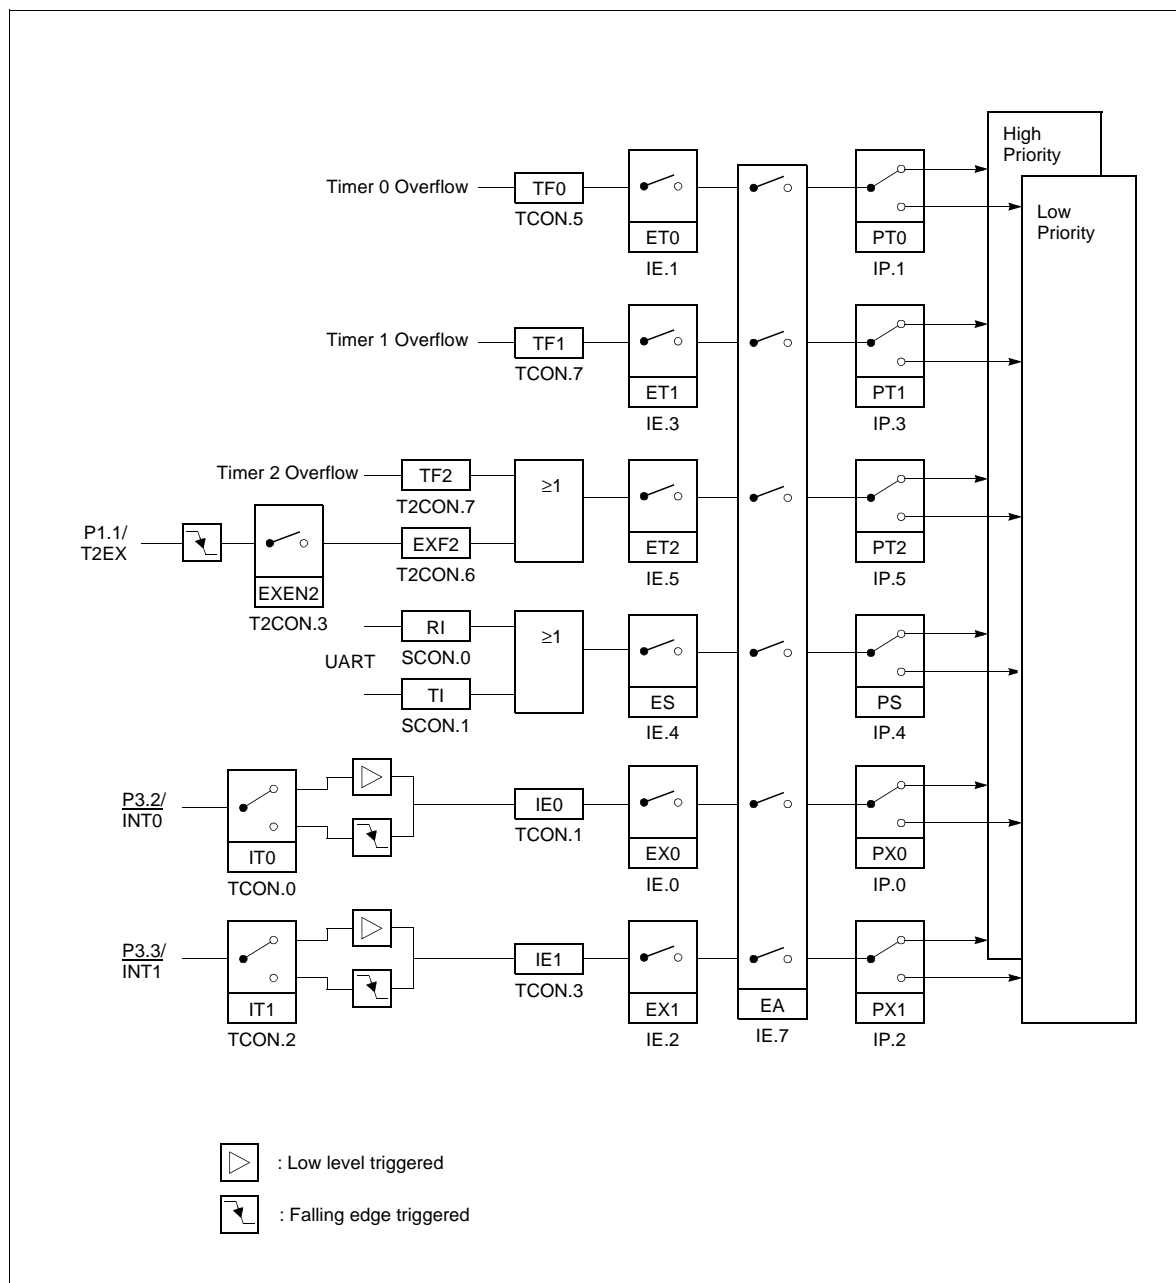 High
Priority
Low
Priority
Timer 0 Overflow
TF0
TCON.5
ET0
IE.1
PT0
IP.1
Timer 1 Overflow
TF1
TCON.7
ET1
IE.3
PT1
IP.3
Timer 2 Overflow
TF2
T2CON.7
≥1
P1.1/
T2EX
EXEN2
T2CON.3
EXF2
T2CON.6
ET2
IE.5
PT2
IP.5
UART
RI
SCON.0
TI
SCON.1
≥1
ES
IE.4
PS
IP.4
P3.2/
INT0
IT0
TCON.0
IE0
TCON.1
EX0
IE.0
PX0
IP.0
P3.3/
INT1
IT1
TCON.2
IE1
TCON.3
EX1
IE.2
EA
IE.7
PX1
IP.2
: Low level triggered
: Falling edge triggered